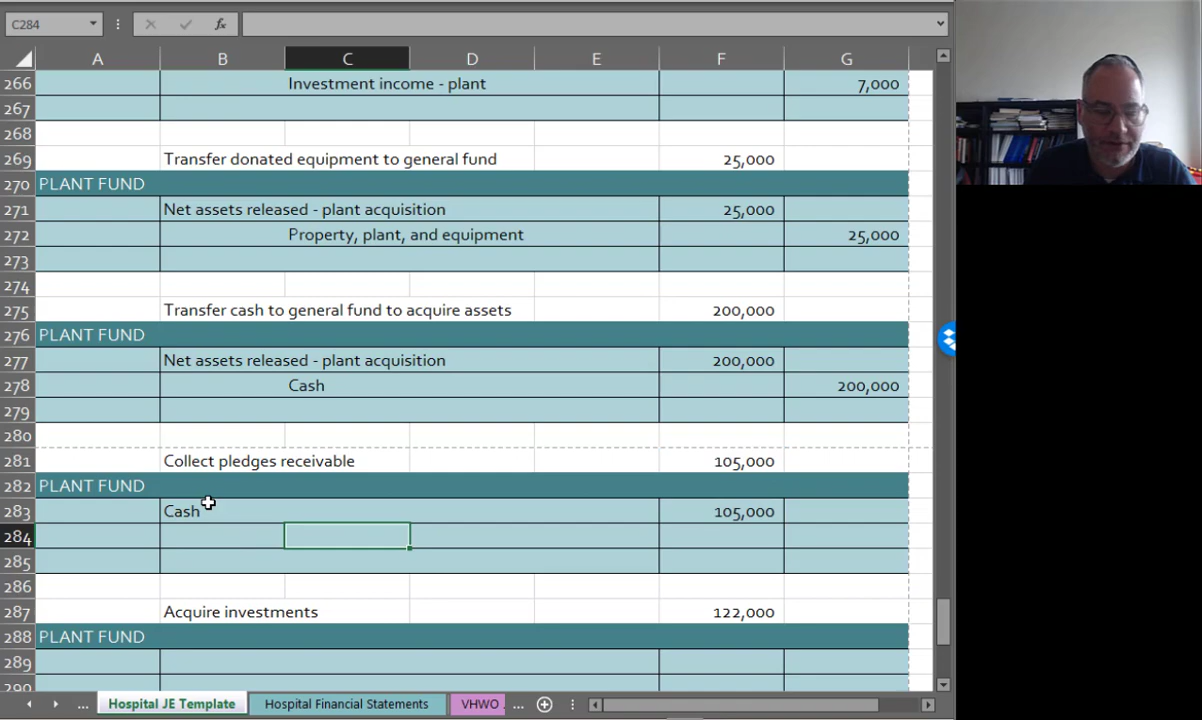 C284 fx
A B C D E F G
266 Investment income - plant 7,000
267
268
269 Transfer donated equipment to general fund 25,000
270 PLANT FUND
271 Net assets released - plant acquisition 25,000
272 Property, plant, and equipment 25,000
273
274
275 Transfer cash to general fund to acquire assets 200,000
276 PLANT FUND
277 Net assets released - plant acquisition 200,000
278 Cash 200,000
279
280
281 Collect pledges receivable 105,000
282 PLANT FUND
283 Cash 105,000
284
285
286
287 Acquire investments 122,000
288 PLANT FUND
289
290
... Hospital JE Template Hospital Financial Statements VHWO ...